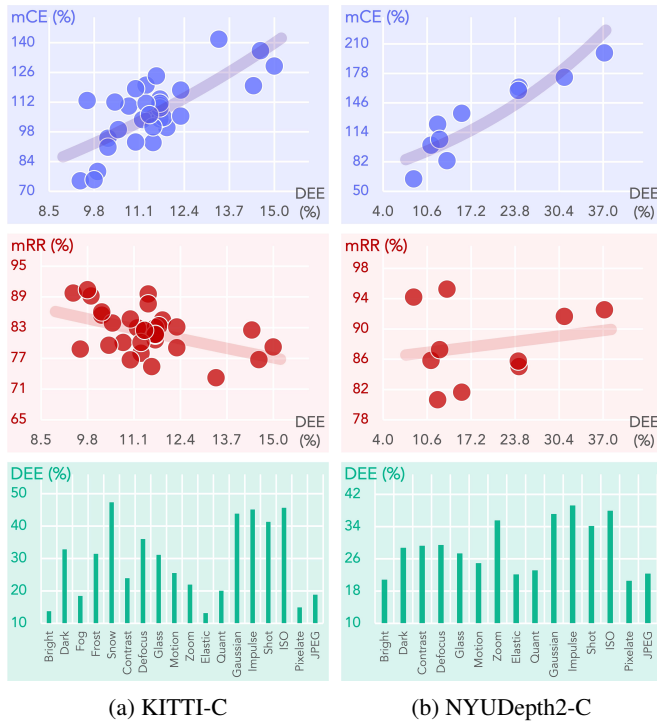 mCE (%)
140
126
112
98
84
70
DEE
(%)
8.5 9.8 11.1 12.4 13.7 15.0
mCE (%)
210
178
146
114
82
50
DEE
(%)
4.0 10.6 17.2 23.8 30.4 37.0
mRR (%)
95
89
83
77
71
65
DEE
(%)
8.5 9.8 11.1 12.4 13.7 15.0
mRR (%)
98
94
90
86
82
78
DEE
(%)
4.0 10.6 17.2 23.8 30.4 37.0
DEE (%)
50
40
30
20
10
Bright
Dark
Fog
Frost
Snow
Contrast
Defocus
Glass
Motion
Zoom
Elastic
Quant
Gaussian
Impulse
Shot
ISO
Pixelate
JPEG
DEE (%)
42
34
26
18
10
Bright
Dark
Contrast
Defocus
Glass
Motion
Zoom
Elastic
Quant
Gaussian
Impulse
Shot
ISO
Pixelate
JPEG
(a) KITTI-C
(b) NYUDepth2-C